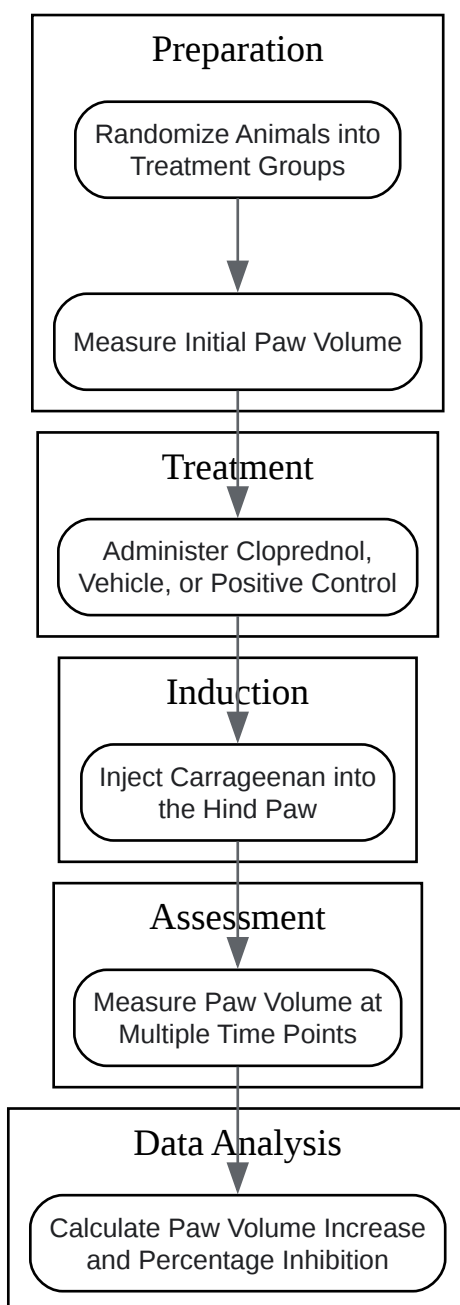 Preparation
Randomize Animals into
Treatment Groups
Measure Initial Paw Volume
Treatment
Administer Cloprednol,
Vehicle, or Positive Control
Induction
Inject Carrageenan into
the Hind Paw
Assessment
Measure Paw Volume at
Multiple Time Points
Data Analysis
Calculate Paw Volume Increase
and Percentage Inhibition